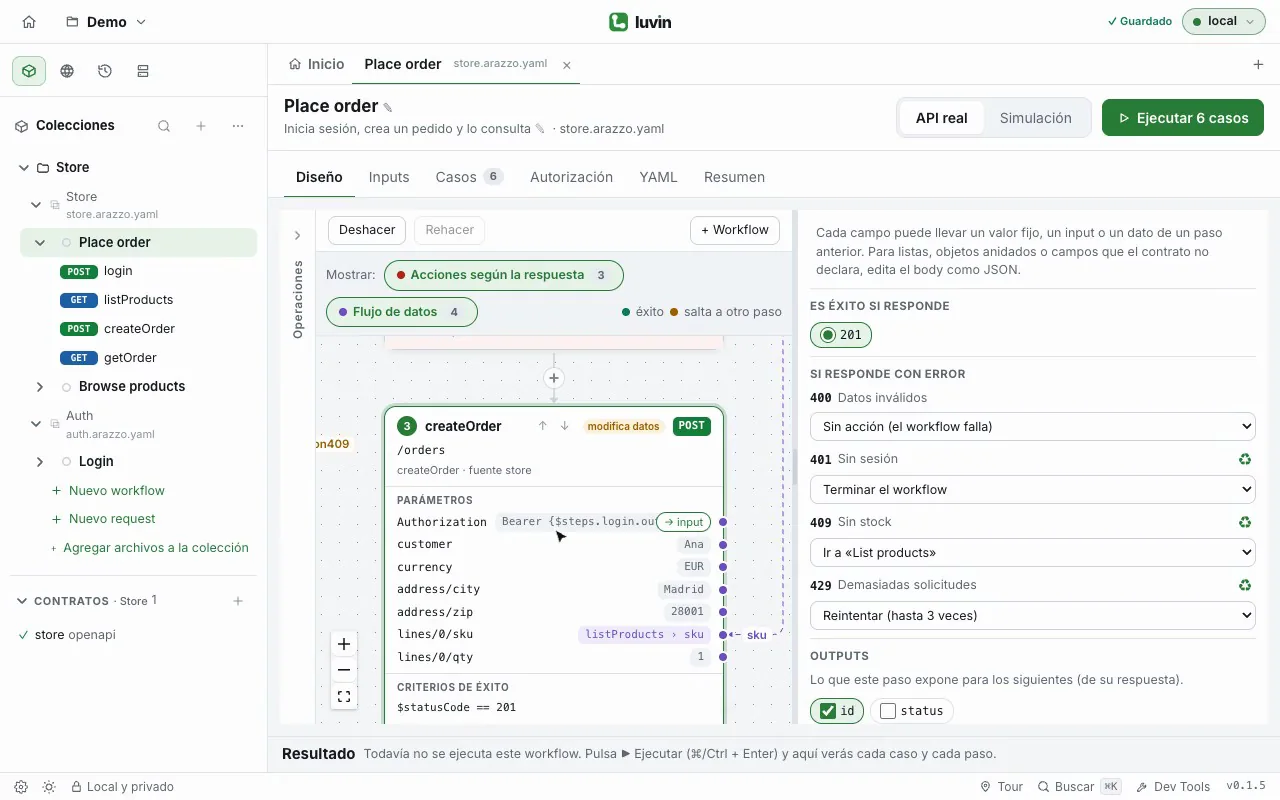 Demo
luvin
Guardado
local
Inicio
Place order store.arazzo.yaml
Colecciones
Place order
Inicia sesión, crea un pedido y lo consulta · store.arazzo.yaml
API real
Simulación
Ejecutar 6 casos
Store
Store
store.arazzo.yaml
Place order
POST login
GET listProducts
POST createOrder
GET getOrder
Browse products
Auth
auth.arazzo.yaml
Login
+ Nuevo workflow
+ Nuevo request
+ Agregar archivos a la colección
CONTRATOS · Store 1
store openapi
Diseño
Inputs
Casos 6
Autorización
YAML
Resumen
Operaciones
Deshacer
Rehacer
+ Workflow
Mostrar:
Acciones según la respuesta 3
Flujo de datos 4
éxito
salta a otro paso
on409
3 createOrder ↑ ↓ modifica datos POST
/orders
createOrder · fuente store
PARÁMETROS
Authorization Bearer {$steps.login.ou → input
customer Ana
currency EUR
address/city Madrid
address/zip 28001
lines/0/sku listProducts › sku
sku
lines/0/qty 1
CRITERIOS DE ÉXITO
$statusCode == 201
Cada campo puede llevar un valor fijo, un input o un dato de un paso
anterior. Para listas, objetos anidados o campos que el contrato no
declara, edita el body como JSON.
ES ÉXITO SI RESPONDE
201
SI RESPONDE CON ERROR
400 Datos inválidos
Sin acción (el workflow falla)
401 Sin sesión
Terminar el workflow
409 Sin stock
Ir a «List products»
429 Demasiadas solicitudes
Reintentar (hasta 3 veces)
OUTPUTS
Lo que este paso expone para los siguientes (de su respuesta).
id
status
Resultado Todavía no se ejecuta este workflow. Pulsa ▶ Ejecutar (⌘/Ctrl + Enter) y aquí verás cada caso y cada paso.
Local y privado
Tour
Buscar ⌘K
Dev Tools
v0.1.5